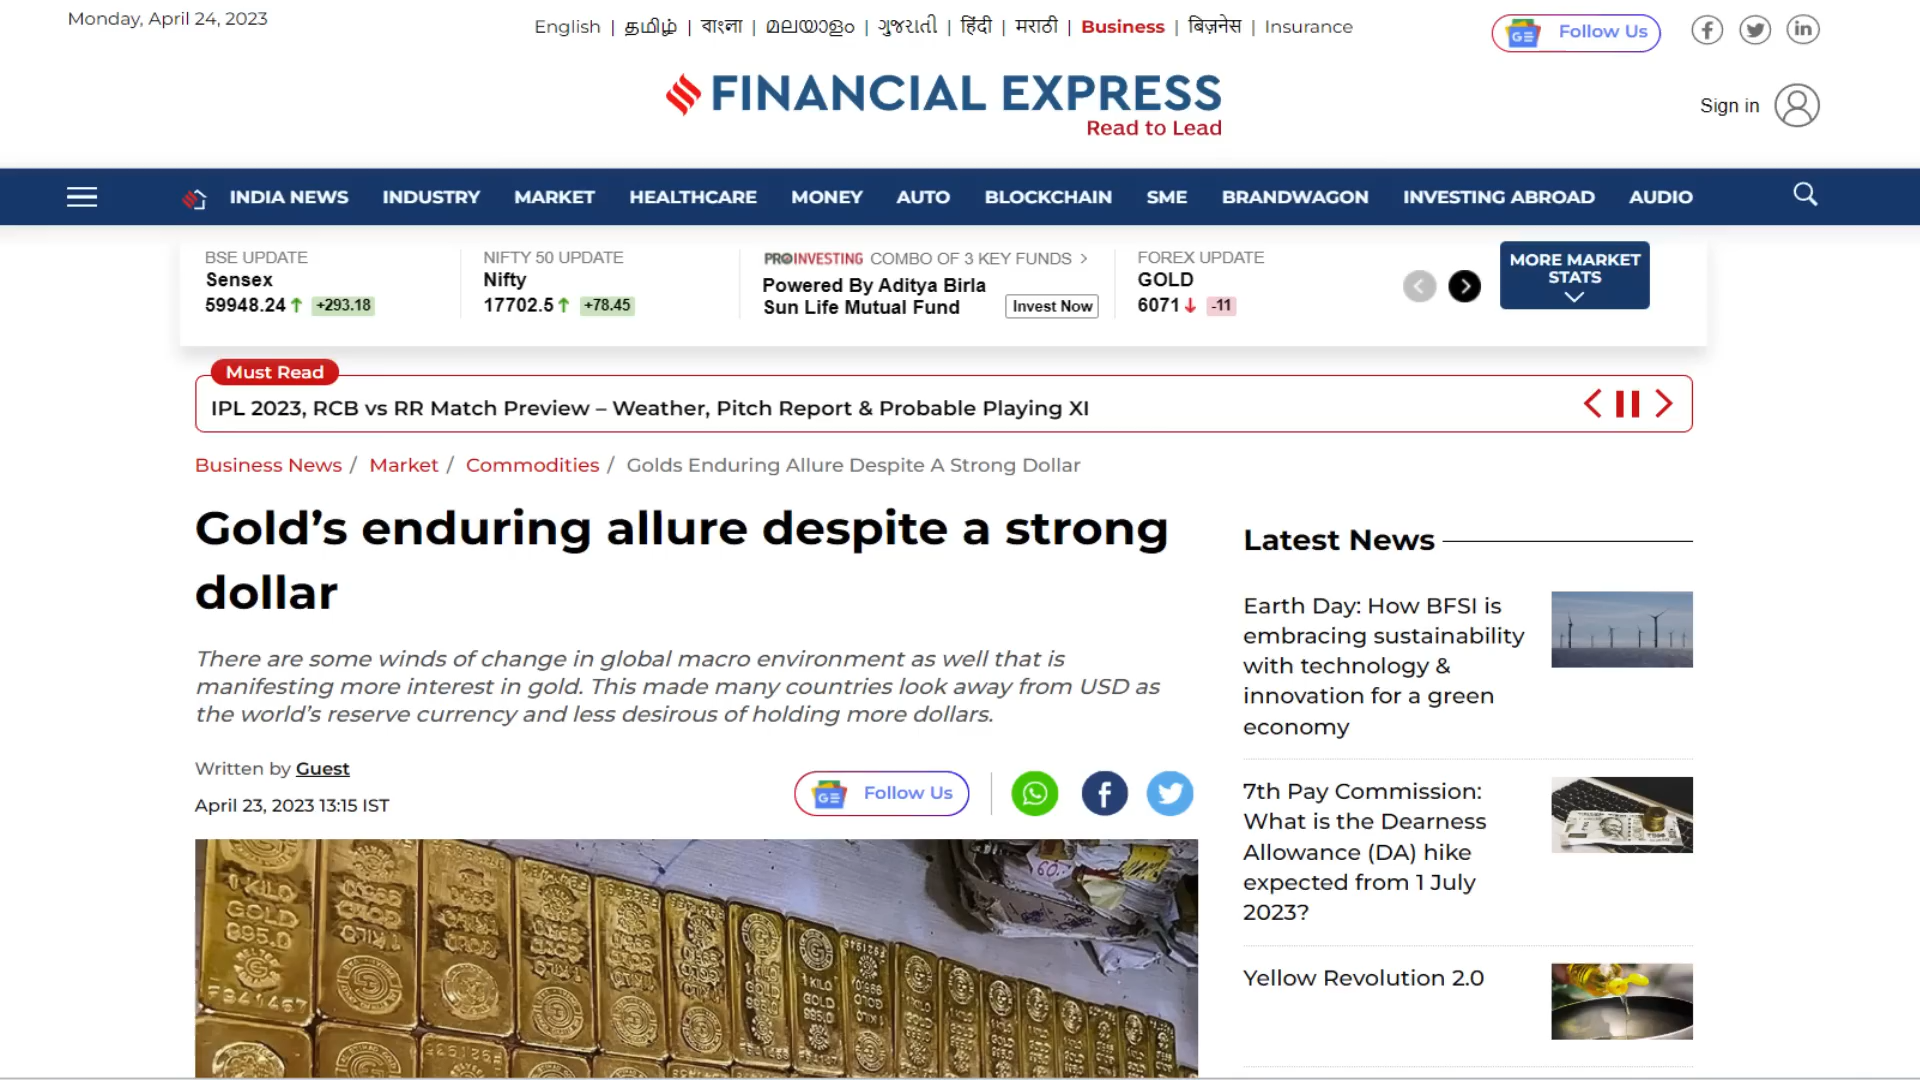 Monday, April 24, 2023
English | தமிழ் | বাংলা | മലയാളം | ગુજરાતી | हिंदी | मराठी | Business | बिज़नेस | Insurance
GE Follow Us
FINANCIAL EXPRESS
Read to Lead
Sign in
INDIA NEWS INDUSTRY MARKET HEALTHCARE MONEY AUTO BLOCKCHAIN SME BRANDWAGON INVESTING ABROAD AUDIO
BSE UPDATE
Sensex
59948.24 +293.18
NIFTY 50 UPDATE
Nifty
17702.5 +78.45
PROINVESTING COMBO OF 3 KEY FUNDS
Powered By Aditya Birla
Sun Life Mutual Fund
Invest Now
FOREX UPDATE
GOLD
6071 -11
MORE MARKET
STATS
Must Read
IPL 2023, RCB vs RR Match Preview – Weather, Pitch Report & Probable Playing XI
Business News / Market / Commodities / Golds Enduring Allure Despite A Strong Dollar
Gold’s enduring allure despite a strong
dollar
There are some winds of change in global macro environment as well that is
manifesting more interest in gold. This made many countries look away from USD as
the world’s reserve currency and less desirous of holding more dollars.
Written by Guest
April 23, 2023 13:15 IST
GE Follow Us
1 KILO
GOLD
995.0
Latest News
Earth Day: How BFSI is
embracing sustainability
with technology &
innovation for a green
economy
7th Pay Commission:
What is the Dearness
Allowance (DA) hike
expected from 1 July
2023?
Yellow Revolution 2.0